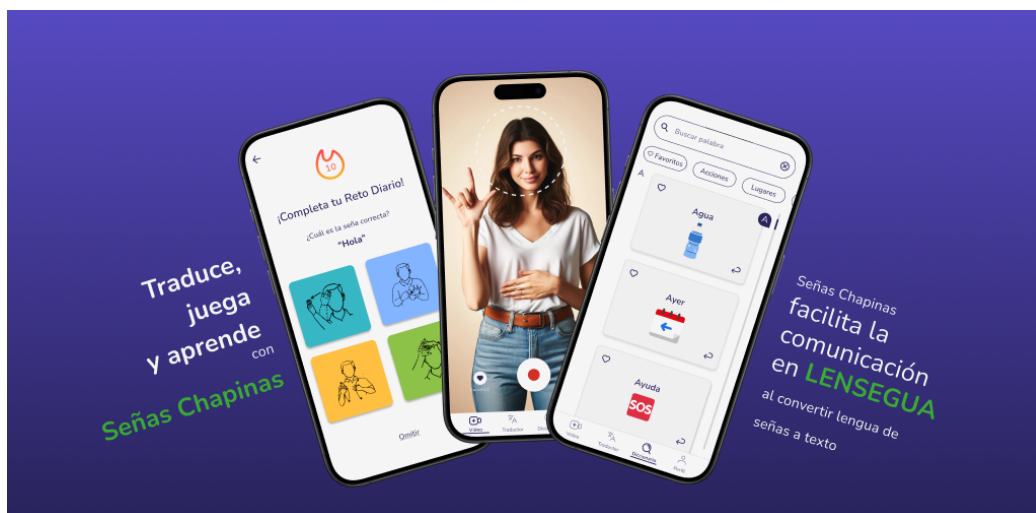 Traduce,
juega
y aprende
con
Señas Chapinas
10
¡Completa tu Reto Diario!
¿Cuál es la seña correcta?
"Hola"
Omitir
Video
Traductor
Buscar palabra
Favoritos
Acciones
Lugares
A
A
Agua
Ayer
Ayuda
SOS
Video
Traductor
Diccionario
Perfil
Señas Chapinas
facilita la
comunicación
en LENSEGUA
al convertir lengua de
señas a texto